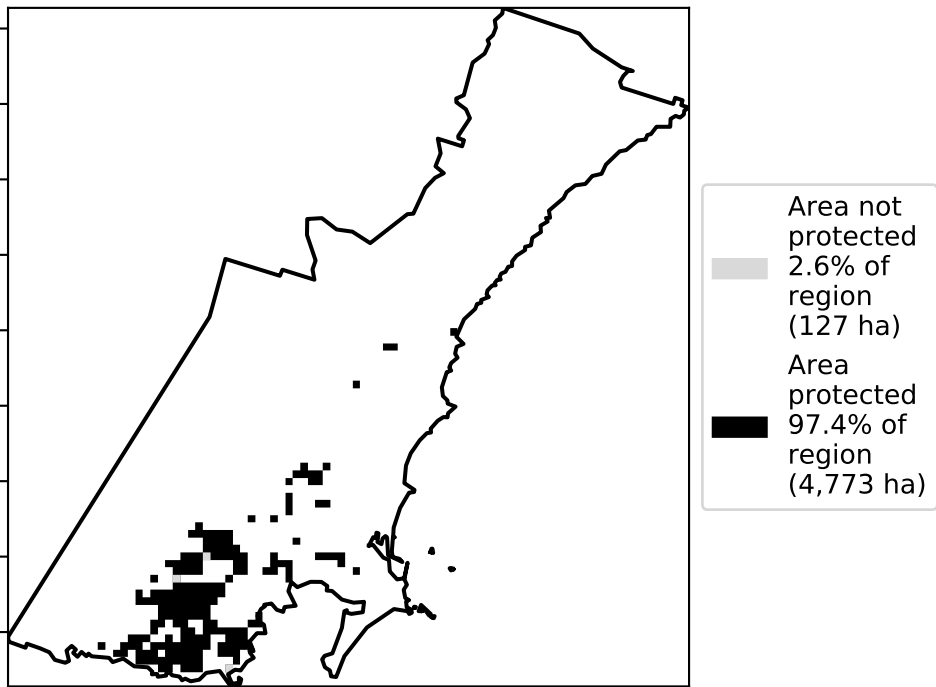 Area not
protected
2.6% of
region
(127 ha)
Area
protected
97.4% of
region
(4,773 ha)